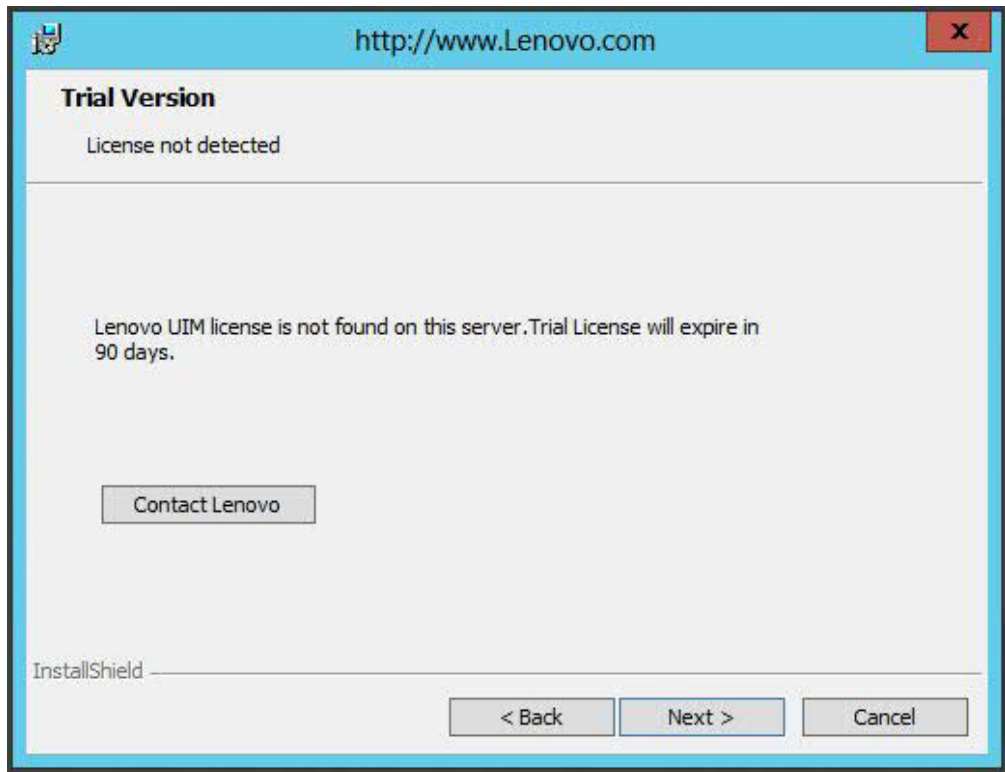 http://www.Lenovo.com
x
Trial Version
License not detected
Lenovo UIM license is not found on this server.Trial License will expire in
90 days.
Contact Lenovo
InstallShield
< Back Next > Cancel